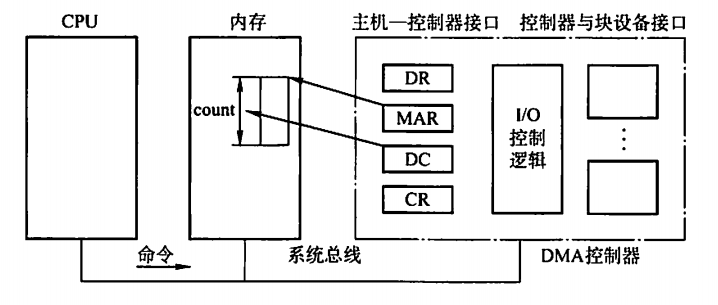 CPU
内存
主机—控制器接口
控制器与块设备接口
count
DR
MAR
DC
CR
I/O
控制
逻辑
⋮
命令
系统总线
DMA控制器